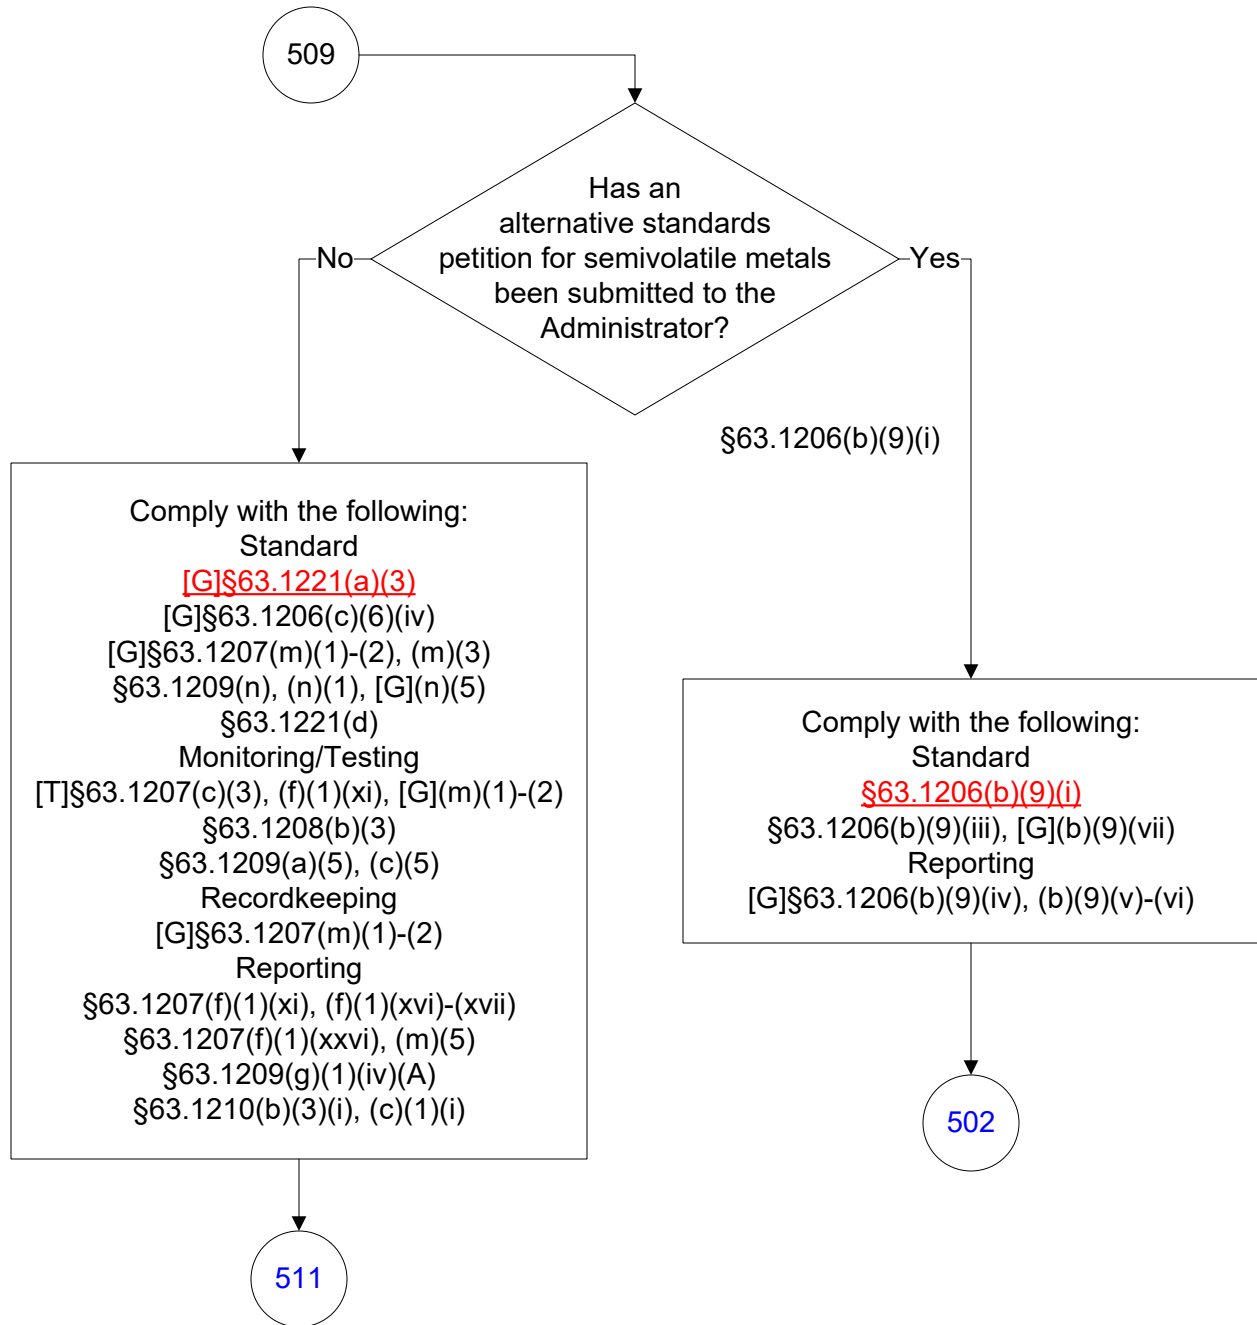 509
Has an
alternative standards
petition for semivolatile metals
been submitted to the
Administrator?
No
Yes
§63.1206(b)(9)(i)
Comply with the following:
Standard
[G]§63.1221(a)(3)
[G]§63.1206(c)(6)(iv)
[G]§63.1207(m)(1)-(2), (m)(3)
§63.1209(n), (n)(1), [G](n)(5)
§63.1221(d)
Monitoring/Testing
[T]§63.1207(c)(3), (f)(1)(xi), [G](m)(1)-(2)
§63.1208(b)(3)
§63.1209(a)(5), (c)(5)
Recordkeeping
[G]§63.1207(m)(1)-(2)
Reporting
§63.1207(f)(1)(xi), (f)(1)(xvi)-(xvii)
§63.1207(f)(1)(xxvi), (m)(5)
§63.1209(g)(1)(iv)(A)
§63.1210(b)(3)(i), (c)(1)(i)
511
Comply with the following:
Standard
§63.1206(b)(9)(i)
§63.1206(b)(9)(iii), [G](b)(9)(vii)
Reporting
[G]§63.1206(b)(9)(iv), (b)(9)(v)-(vi)
502